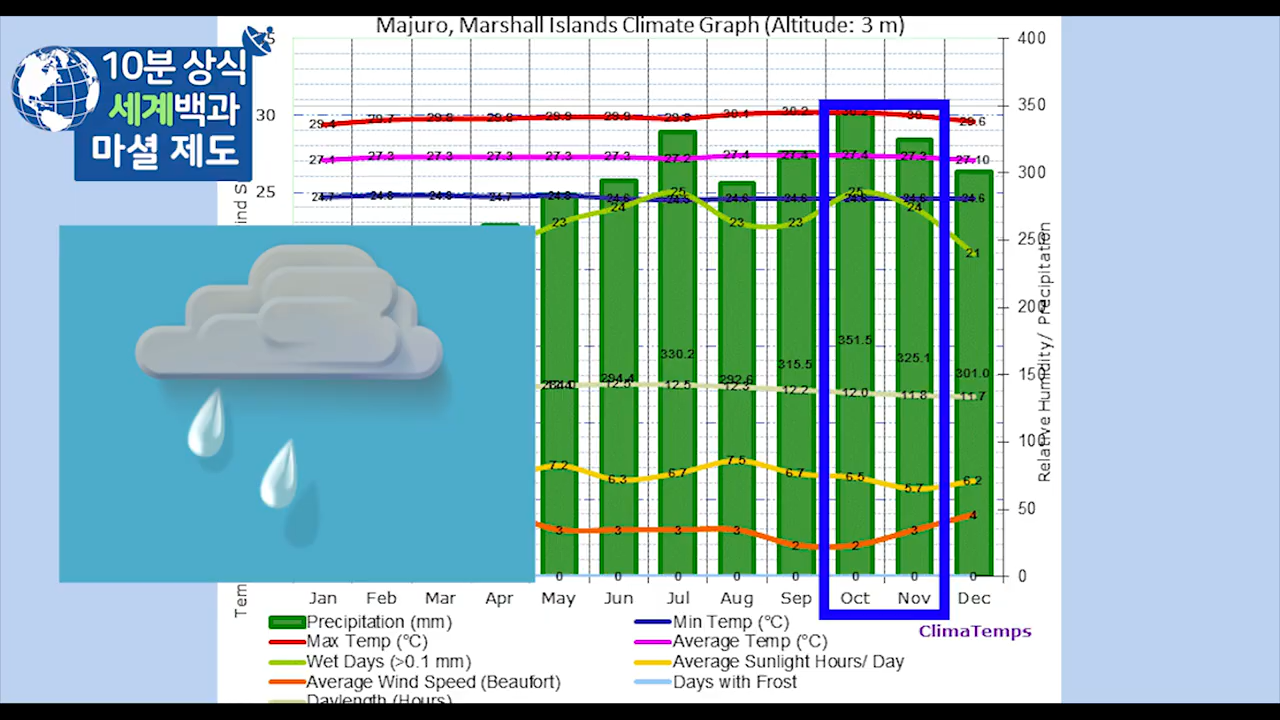 Majuro, Marshall Islands Climate Graph (Altitude: 3 m)
10분 상식
세계백과
마셜 제도
30
25
400
350
300
250
200
150
100
50
0
Relative Humidity/ Precipitation
29.4 29.7 29.8 29.8 29.9 29.9 29.9 30.4 30.2 30.2 30 29.6
27.1 27.2 27.3 27.2 27.3 27.2 27.2 27.4 27.4 27.4 27.3 27.10
24.7 24.8 24.8 24.7 24.8 24.6 24.6 24.6 24.6 24.6
23 24 25 23 23 25 24 21
294.4 330.2 292.6 315.5 351.5 325.1 301.0
12.5 12.5 12.3 12.2 12.0 11.8 11.7
7.2 6.3 6.7 7.5 6.7 6.5 5.7 6.2
3 3 3 3 2 2 3 4
0 0 0 0 0 0 0 0
Jan Feb Mar Apr May Jun Jul Aug Sep Oct Nov Dec
ClimaTemps
Precipitation (mm)
Min Temp (°C)
Max Temp (°C)
Average Temp (°C)
Wet Days (>0.1 mm)
Average Sunlight Hours/ Day
Average Wind Speed (Beaufort)
Days with Frost
Daylength (Hours)